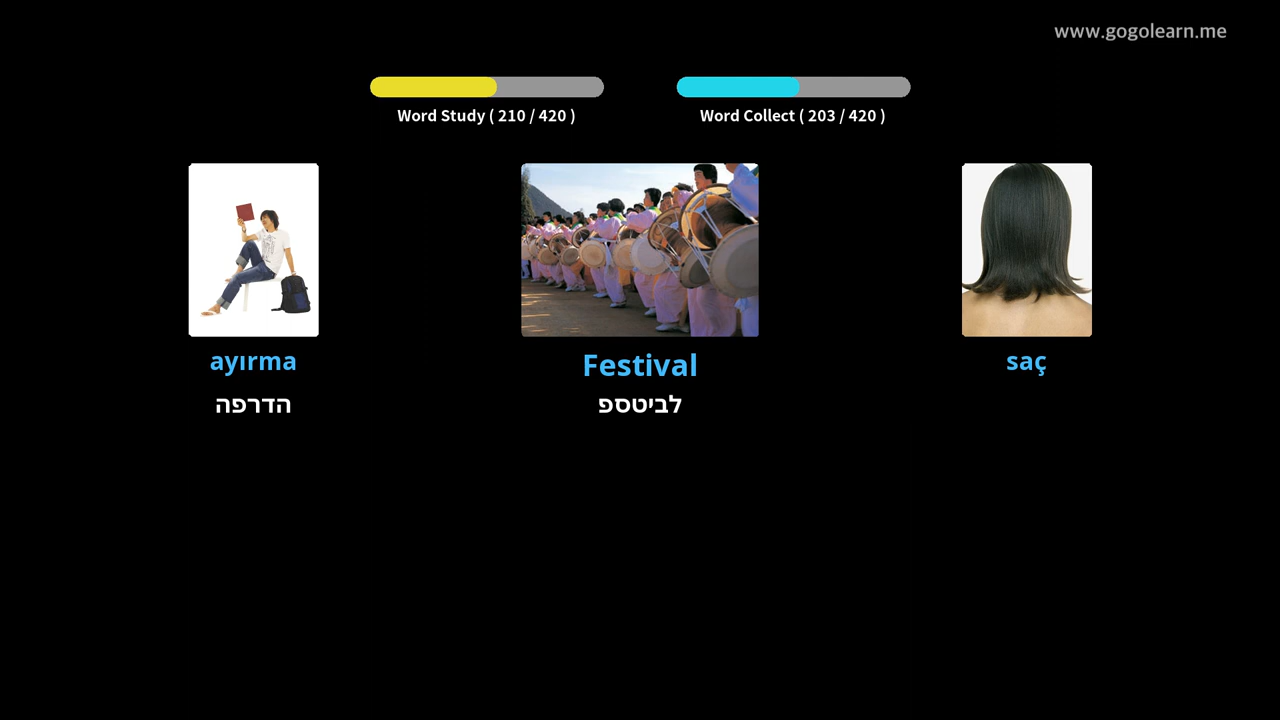 www.gogolearn.me
Word Study ( 210 / 420 )
Word Collect ( 203 / 420 )
ayırma
הדרפה
Festival
לביטספ
saç